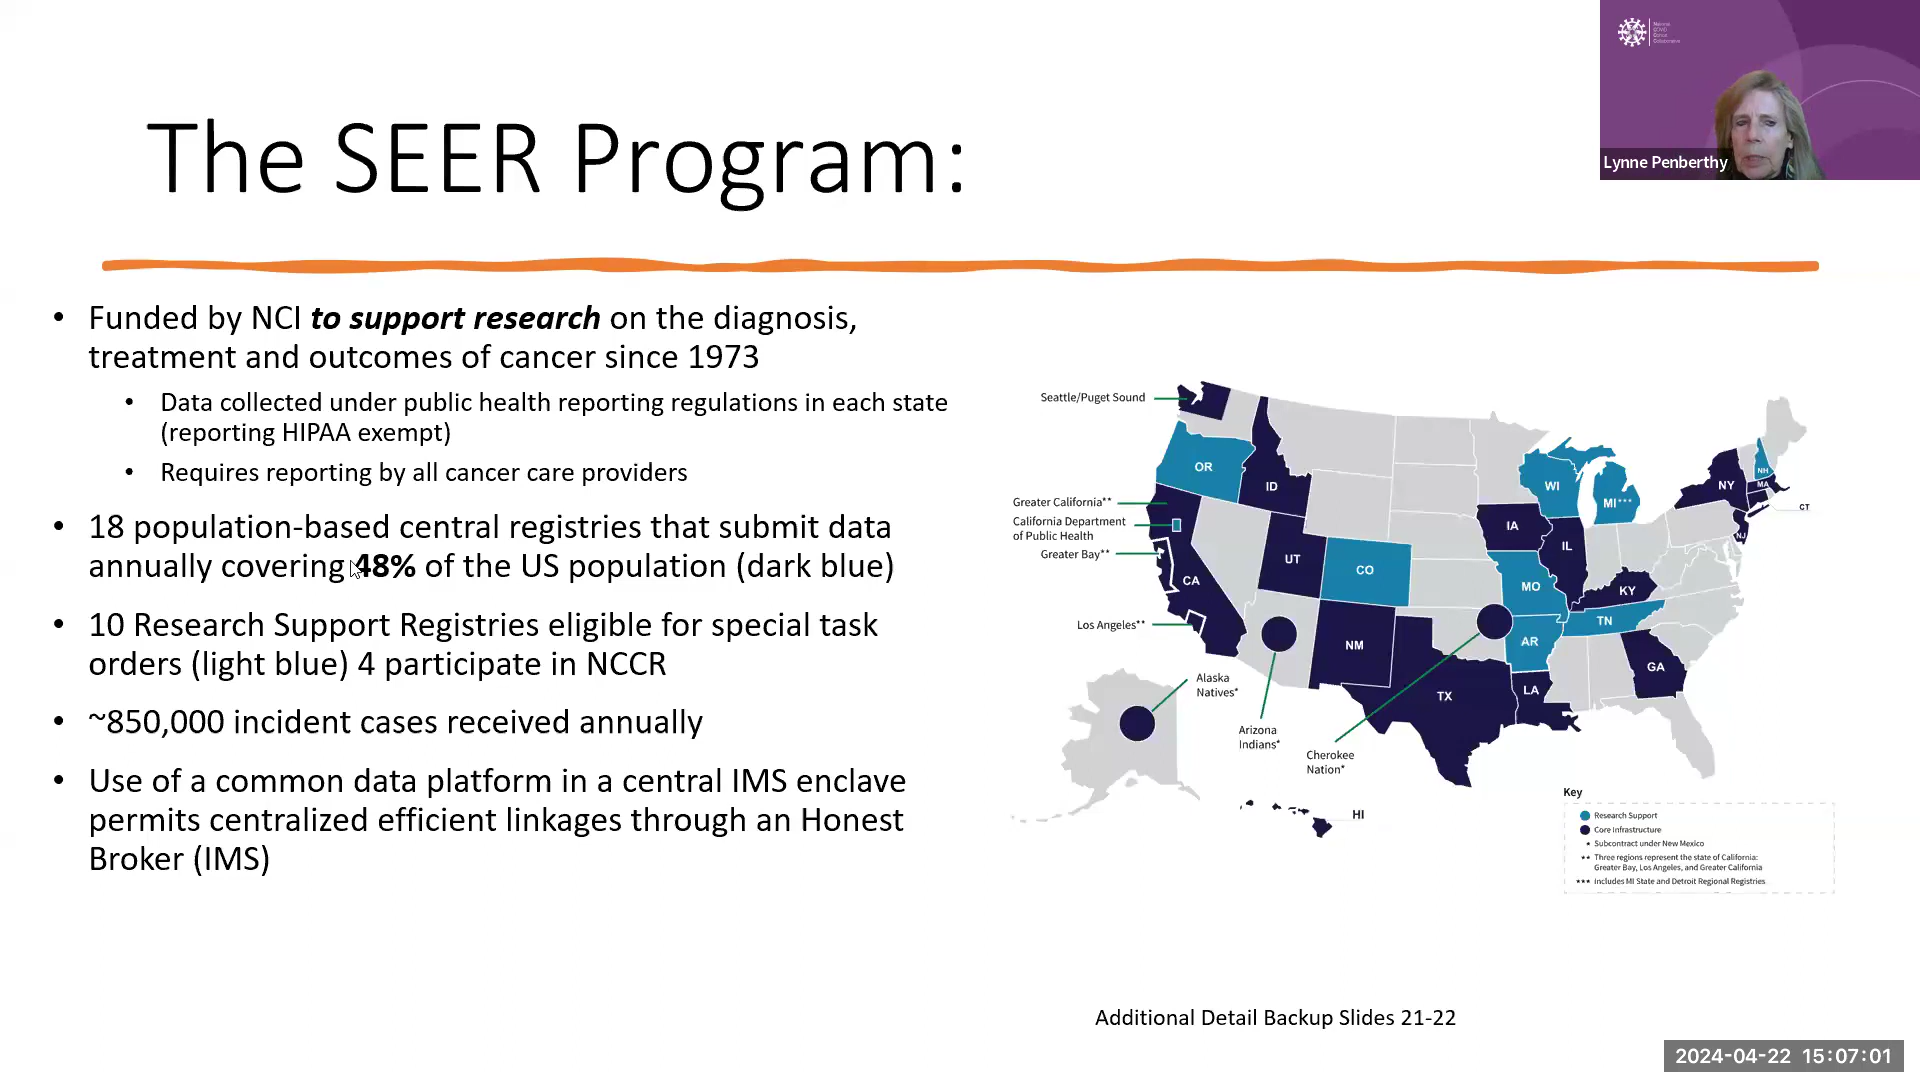 National
COVID
Cancer
Collaborative
Lynne Penberthy
The SEER Program:
• Funded by NCI to support research on the diagnosis,
treatment and outcomes of cancer since 1973
• Data collected under public health reporting regulations in each state
(reporting HIPAA exempt)
• Requires reporting by all cancer care providers
• 18 population-based central registries that submit data
annually covering 48% of the US population (dark blue)
• 10 Research Support Registries eligible for special task
orders (light blue) 4 participate in NCCR
• ~850,000 incident cases received annually
• Use of a common data platform in a central IMS enclave
permits centralized efficient linkages through an Honest
Broker (IMS)
Seattle/Puget Sound
OR
ID
WI
MI***
NY
NH
MA
CT
Greater California**
California Department
of Public Health
Greater Bay**
IA
IL
NJ
UT
CO
CA
MO
KY
Los Angeles**
TN
NM
AR
GA
TX
LA
Alaska
Natives*
Arizona
Indians*
Cherokee
Nation*
HI
Key
Research Support
Core Infrastructure
* Subcontract under New Mexico
** Three regions represent the state of California:
Greater Bay, Los Angeles, and Greater California
*** Includes MI State and Detroit Regional Registries
Additional Detail Backup Slides 21-22
2024-04-22 15:07:01